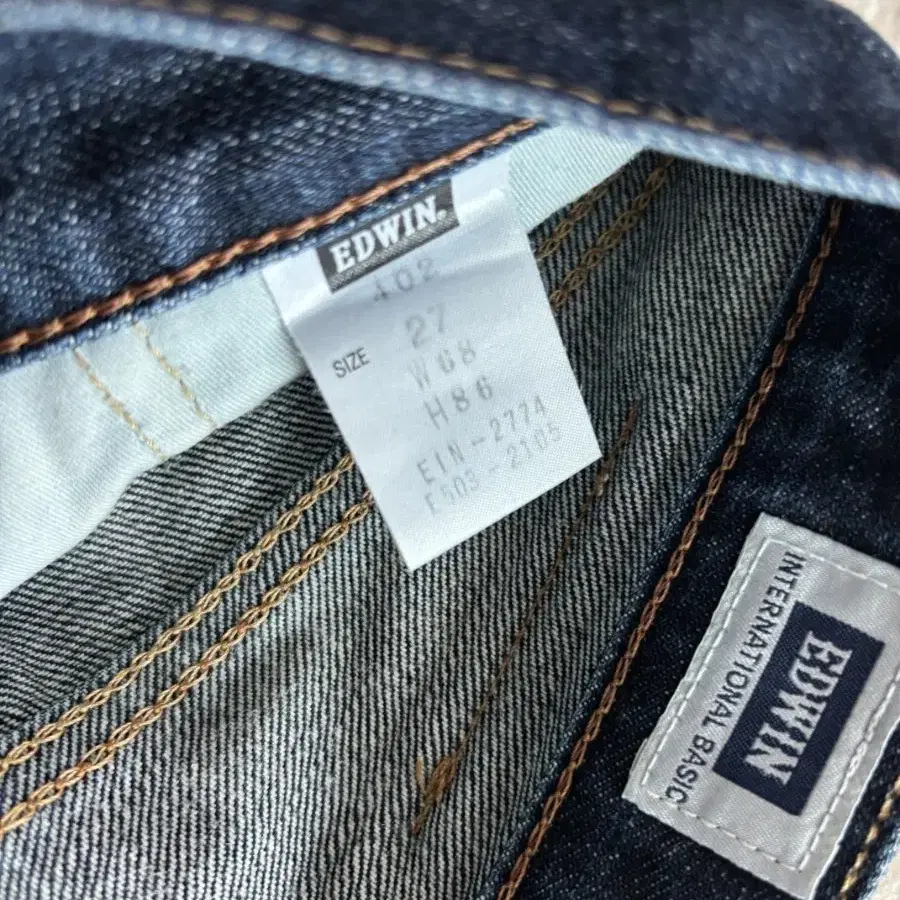 EDWIN®
402
SIZE 27
W68
H86
EIN-2774
E503-2105
INTERNATIONAL BASIC
EDWIN